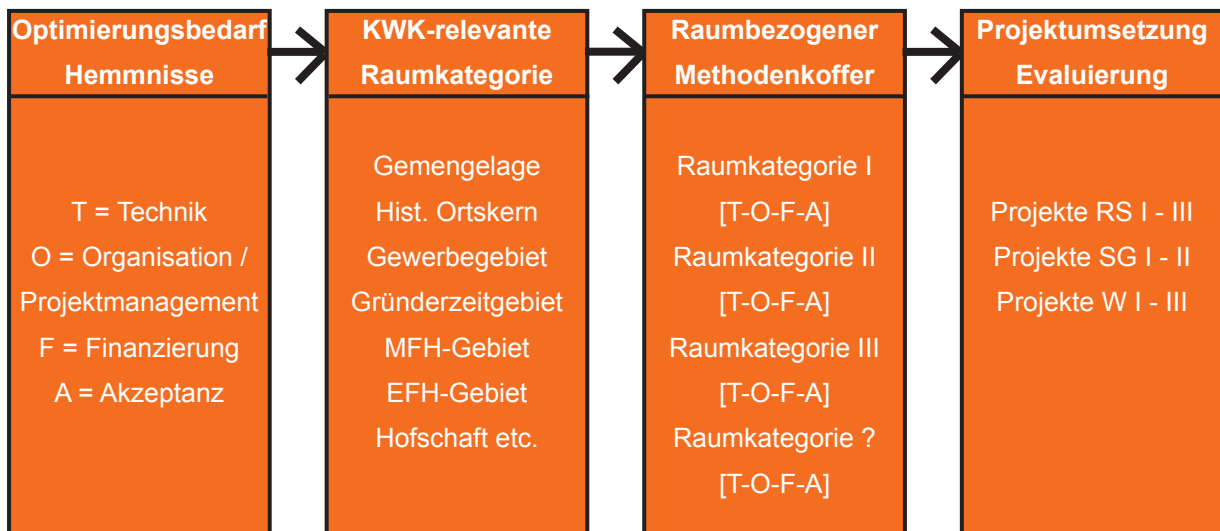 Optimierungsbedarf
Hemmnisse
T = Technik
O = Organisation /
Projektmanagement
F = Finanzierung
A = Akzeptanz
KWK-relevante
Raumkategorie
Gemengelage
Hist. Ortskern
Gewerbegebiet
Gründerzeitgebiet
MFH-Gebiet
EFH-Gebiet
Hofschaft etc.
Raumbezogener
Methodenkoffer
Raumkategorie I
[T-O-F-A]
Raumkategorie II
[T-O-F-A]
Raumkategorie III
[T-O-F-A]
Raumkategorie ?
[T-O-F-A]
Projektumsetzung
Evaluierung
Projekte RS I - III
Projekte SG I - II
Projekte W I - III